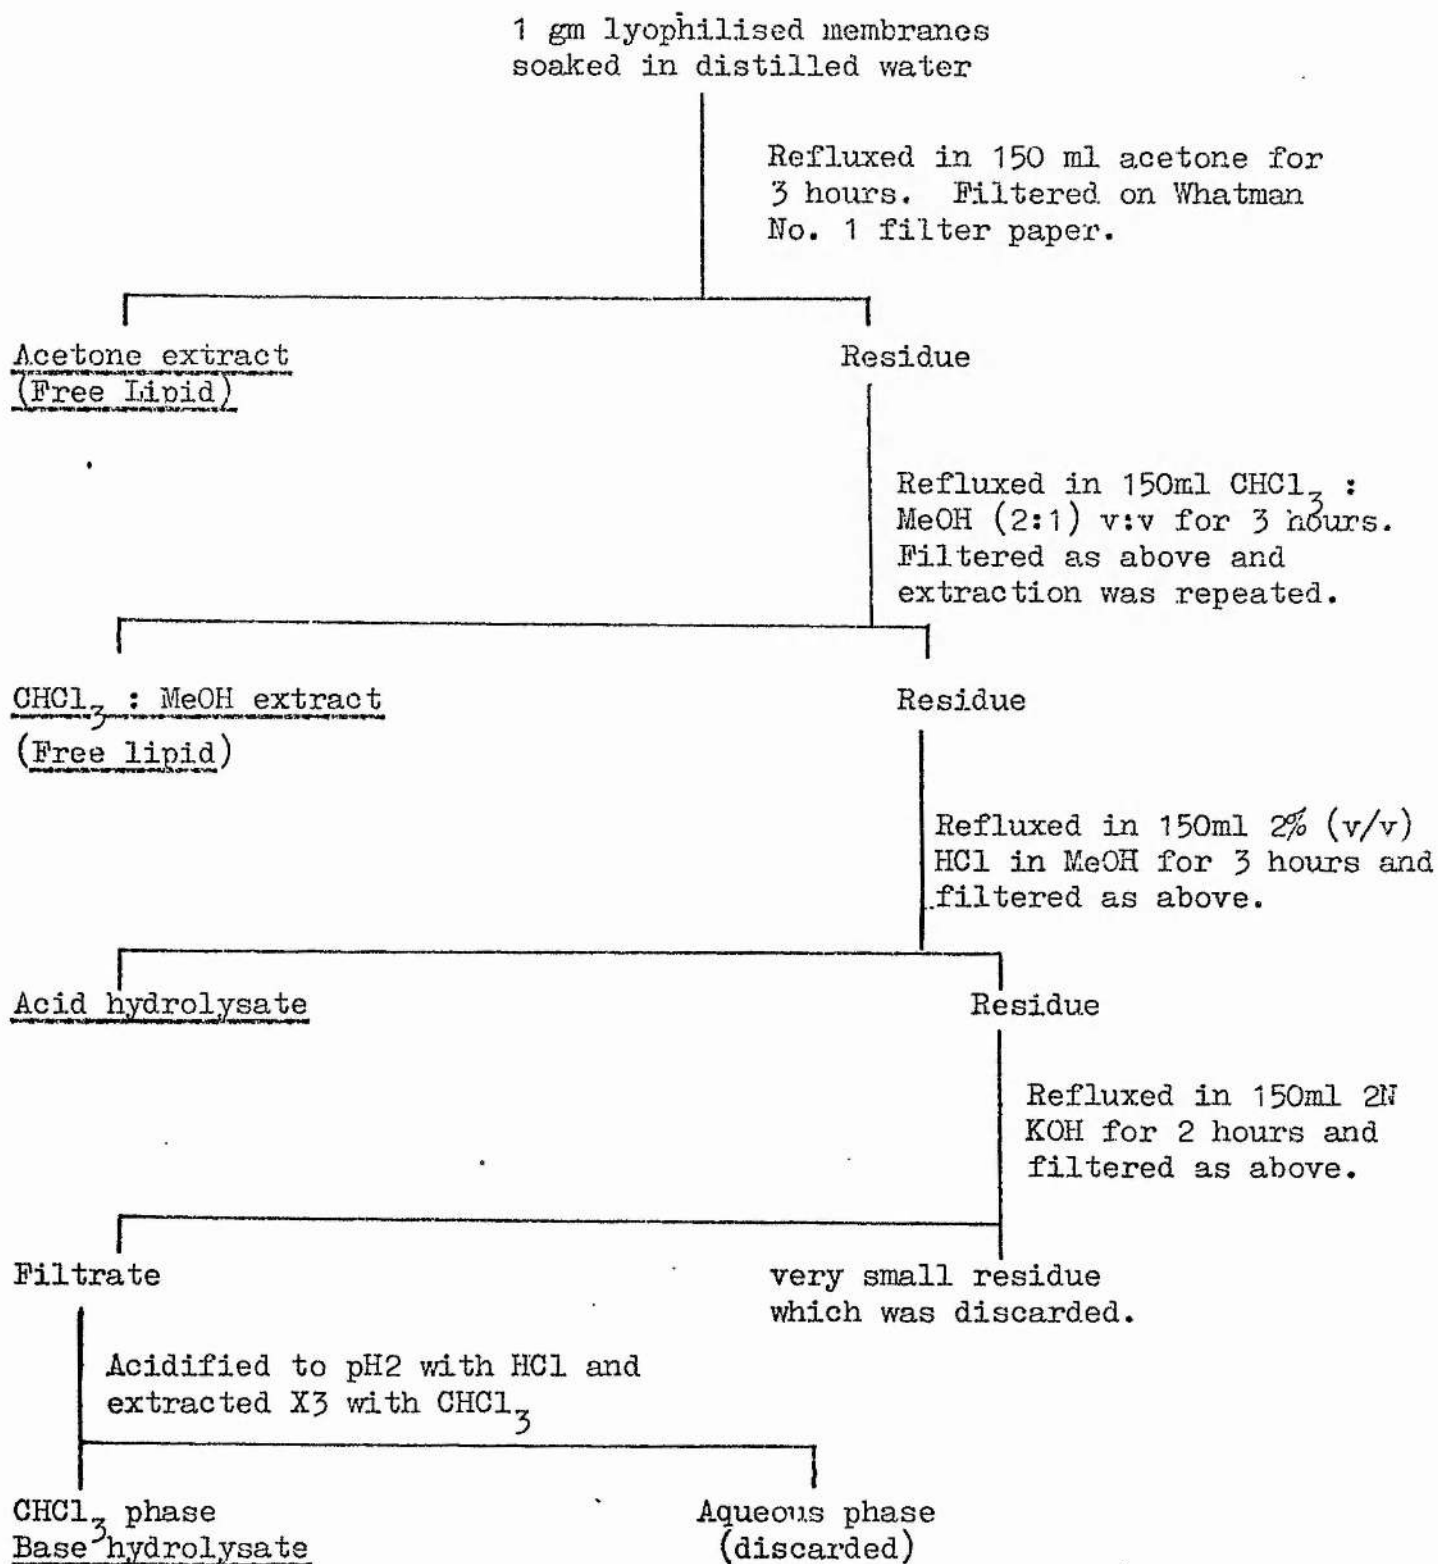 1 gm lyophilised membranes
soaked in distilled water
Refluxed in 150 ml acetone for
3 hours. Filtered on Whatman
No. 1 filter paper.
Acetone extract
(Free Lipid)
Residue
Refluxed in 150ml CHCl₃ :
MeOH (2:1) v:v for 3 hours.
Filtered as above and
extraction was repeated.
CHCl₃ : MeOH extract
(Free lipid)
Residue
Refluxed in 150ml 2% (v/v)
HCl in MeOH for 3 hours and
filtered as above.
Acid hydrolysate
Residue
Refluxed in 150ml 2N
KOH for 2 hours and
filtered as above.
Filtrate
very small residue
which was discarded.
Acidified to pH2 with HCl and
extracted X3 with CHCl₃
CHCl₃ phase
Base hydrolysate
Aqueous phase
(discarded)